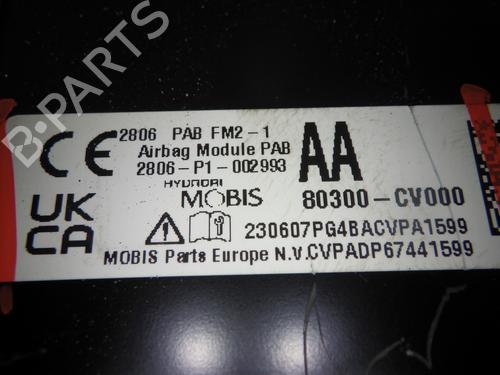 B-PARTS
CE
2806 PAB FM2-1
Airbag Module PAB
2806-P1-002993
AA
HYUNDAI
MOBIS
80300-CV000
UK
CA
230607PG4BACVPA1599
MOBIS Parts Europe N.V.CVPADP67441599